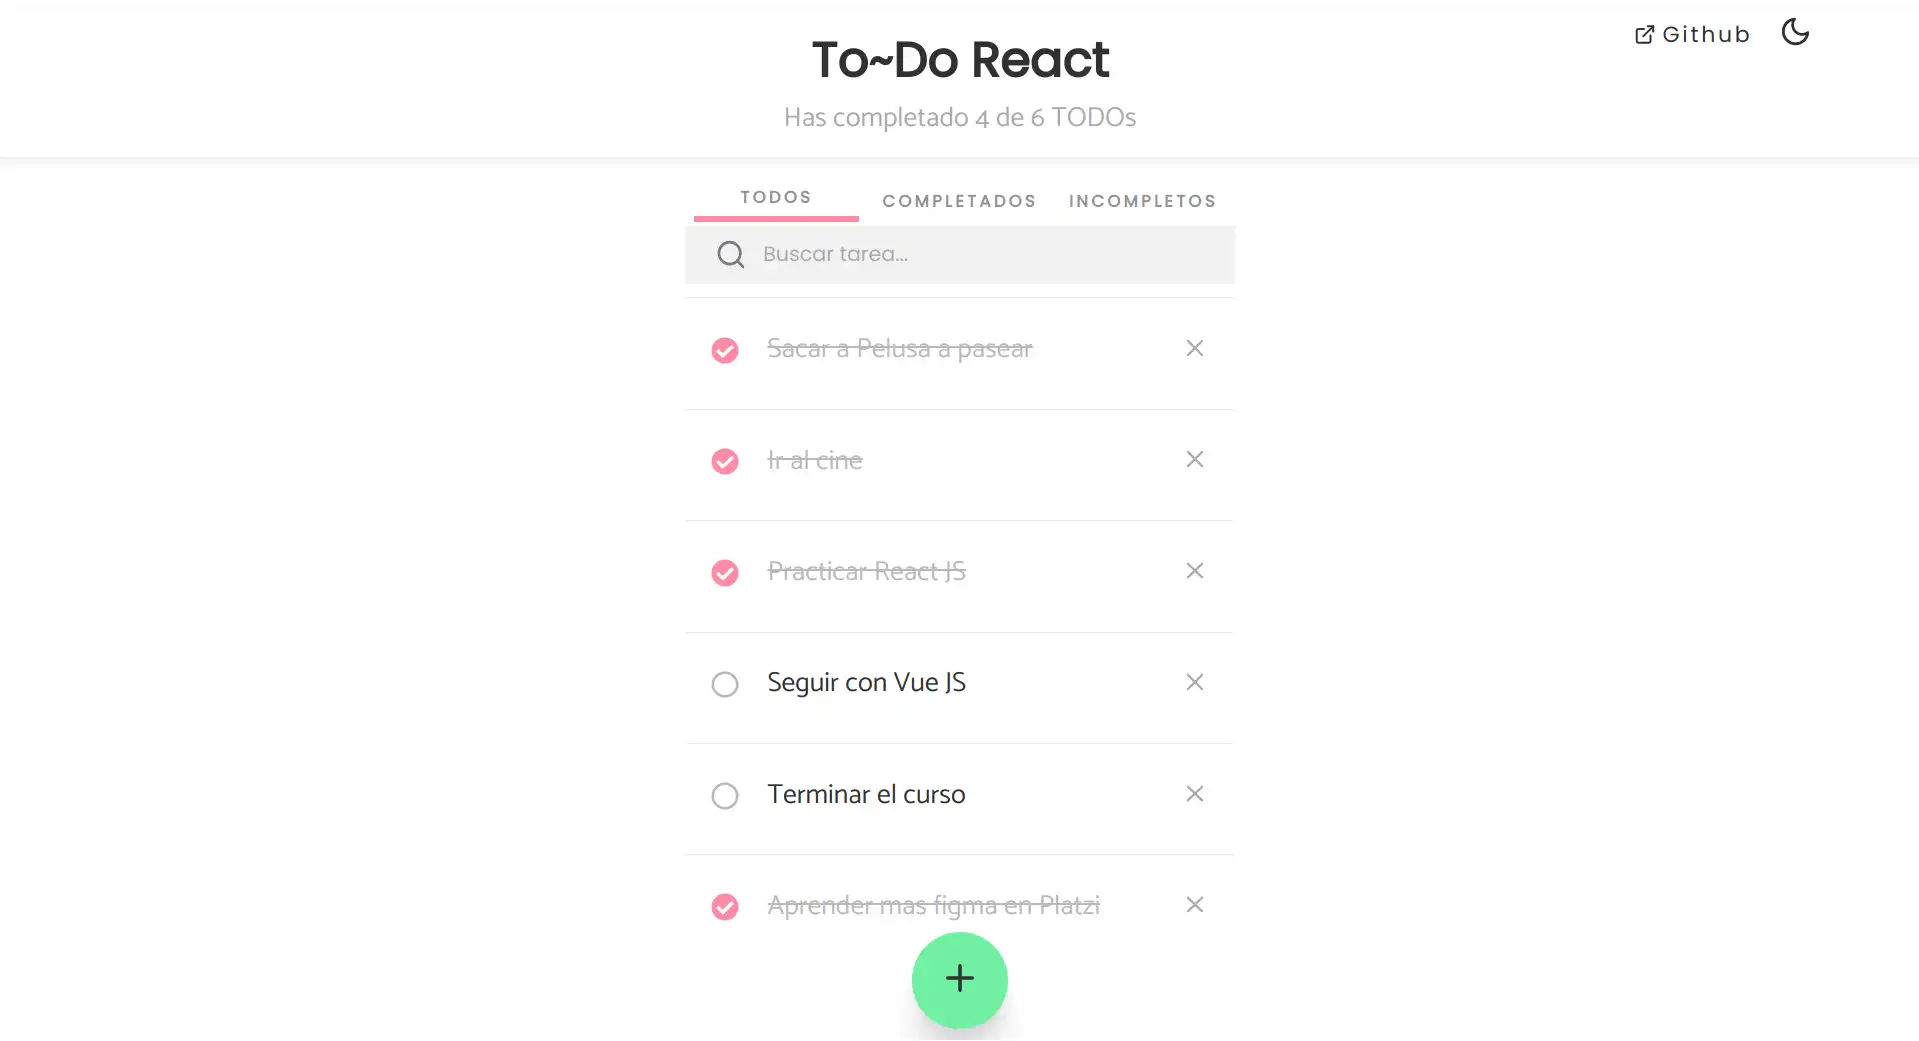 Github
To~Do React
Has completado 4 de 6 TODOs
TODOS COMPLETADOS INCOMPLETOS
Buscar tarea...
Sacar a Pelusa a pasear
Ir al cine
Practicar React JS
Seguir con Vue JS
Terminar el curso
Aprender mas figma en Platzi